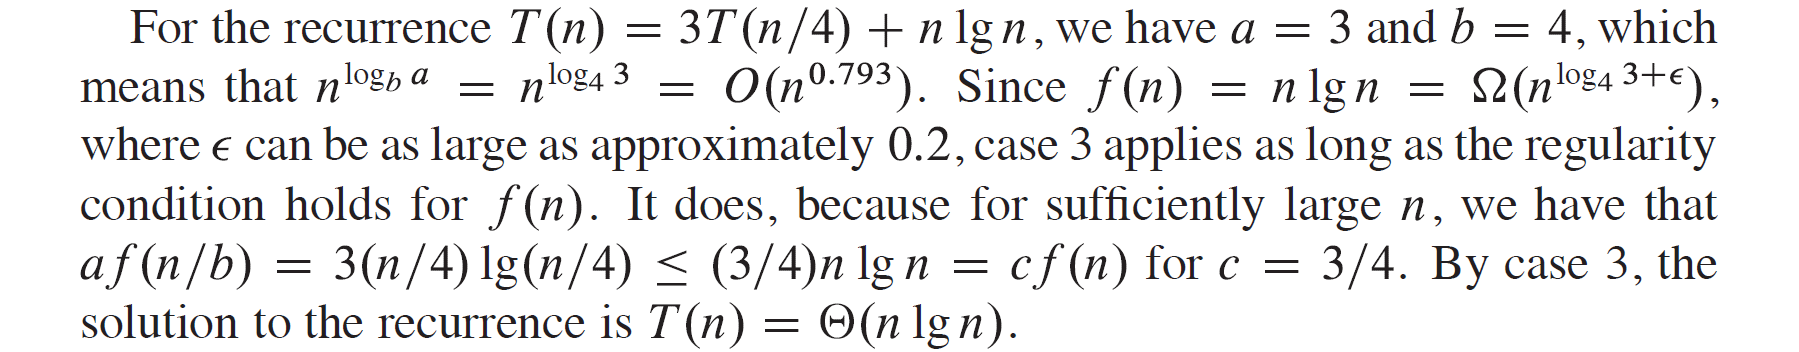 For the recurrence T(n) = 3T(n/4) + n lg n, we have a = 3 and b = 4, which
means that n^{log_b a} = n^{log_4 3} = O(n^{0.793}). Since f(n) = n lg n = Ω(n^{log_4 3+ϵ}),
where ϵ can be as large as approximately 0.2, case 3 applies as long as the regularity
condition holds for f(n). It does, because for sufficiently large n, we have that
af(n/b) = 3(n/4) lg(n/4) ≤ (3/4)n lg n = cf(n) for c = 3/4. By case 3, the
solution to the recurrence is T(n) = Θ(n lg n).